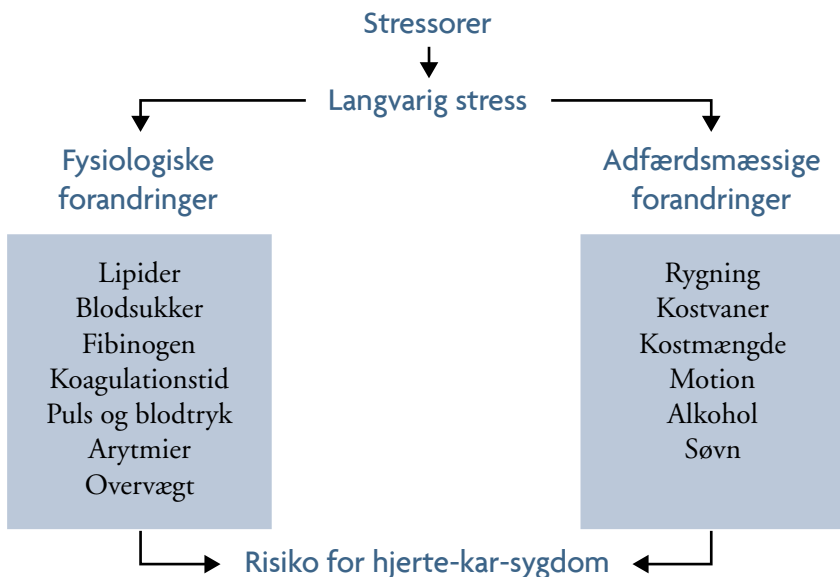 Stressorer
Langvarig stress
Fysiologiske
forandringer
Lipider
Blodsukker
Fibinogen
Koagulationstid
Puls og blodtryk
Arytmier
Overvægt
Adfærdsmæssige
forandringer
Rygning
Kostvaner
Kostmængde
Motion
Alkohol
Søvn
Risiko for hjerte-kar-sygdom